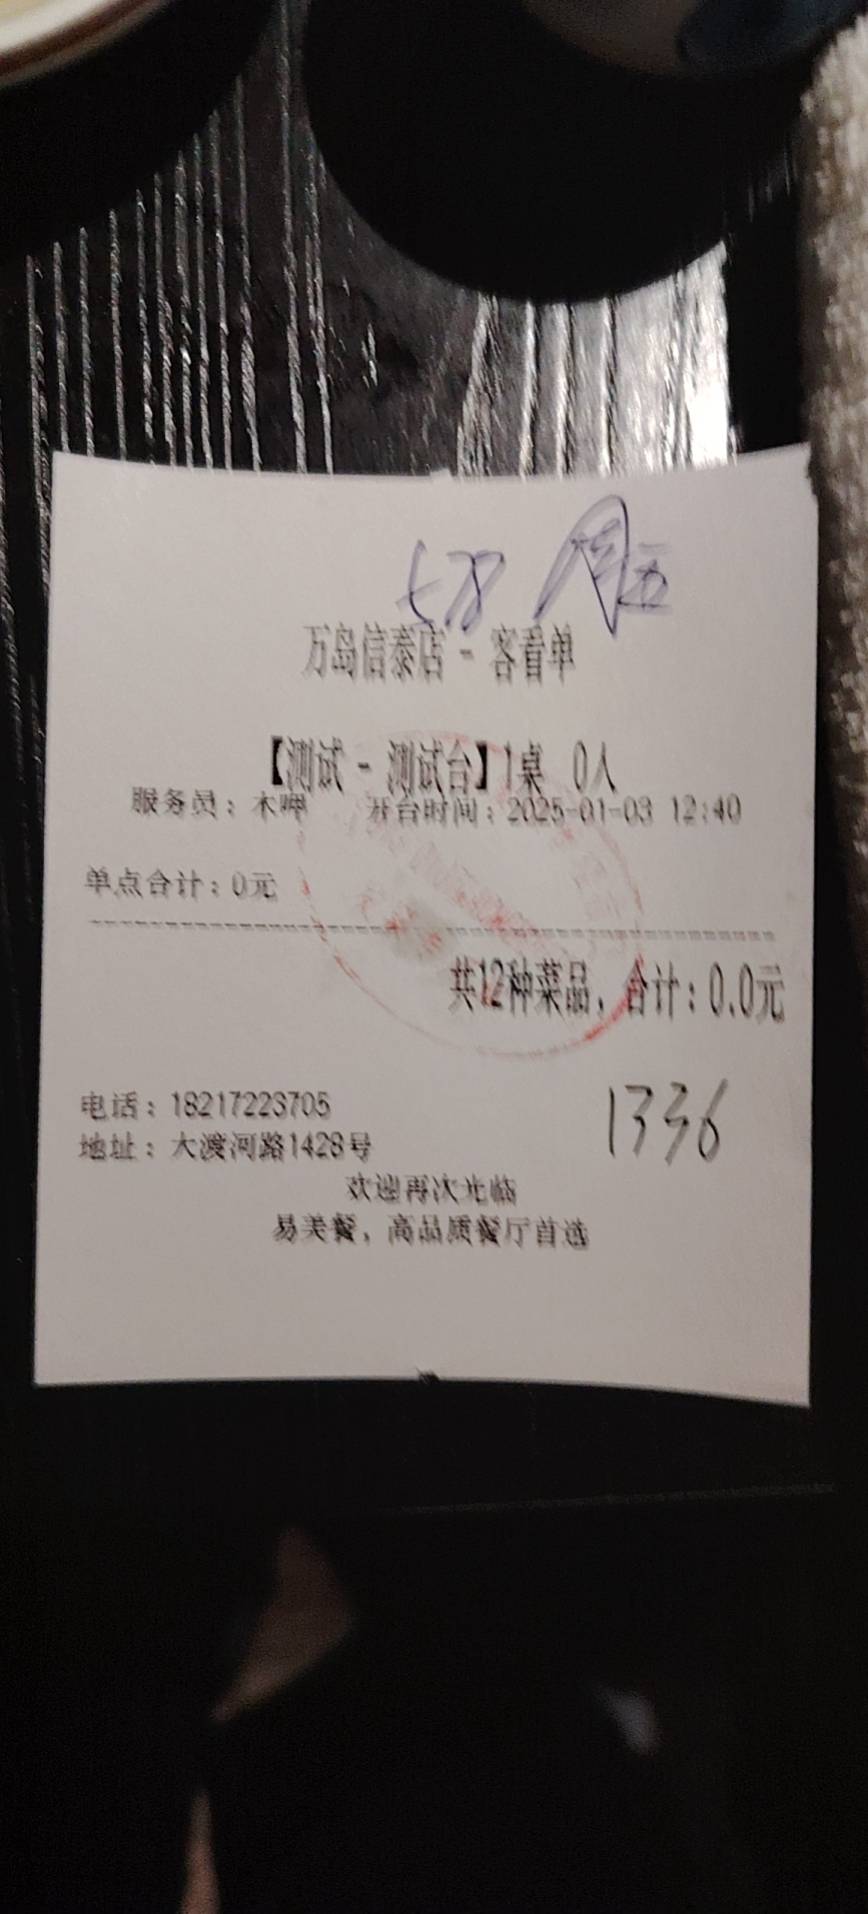 578 周五
万岛信泰店 - 客看单
【测试 - 测试台】1桌 0人
服务员：木呷 开台时间：2025-01-03 12:40
单点合计：0元
共12种菜品，合计：0.0元
电话：18217223705
1336
地址：大渡河路1428号
欢迎再次光临
易美餐，高品质餐厅首选